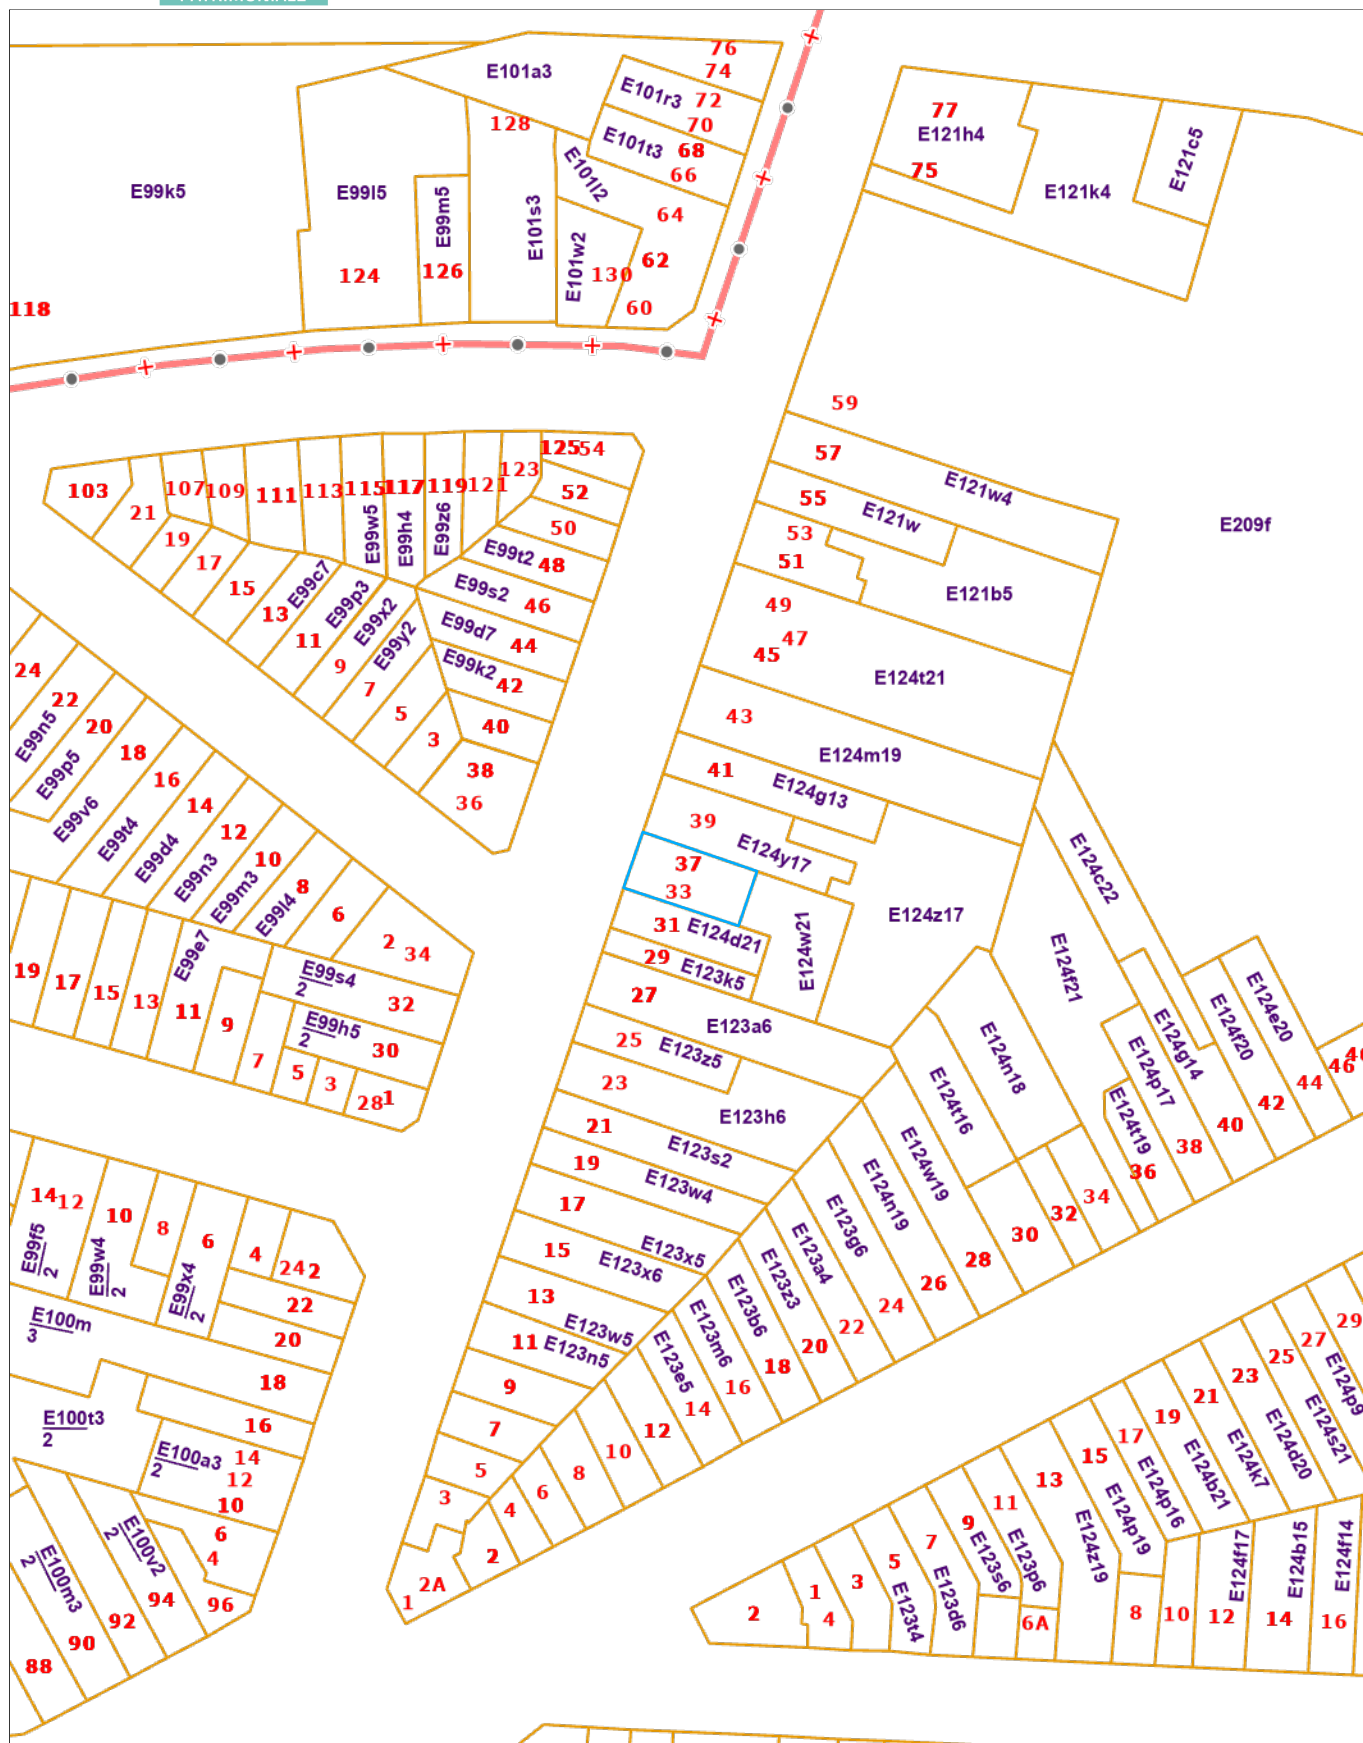 76
E101a3
74
E101r3 72
70
E101t3 68
66
E101l2
64
62
128
E101s3
E101w2
130
60
E99k5
E99l5
E99m5
124
126
118
77
E121h4
75
E121k4
E121c5
59
57
E121w4
55
E121w
53
51
E121b5
E209f
49
47
45
E124t21
43
E124m19
41
E124g13
39
E124y17
37
33
E124z17
31
E124d21
E124w21
29
E123k5
27
E123a6
25
E123z5
23
E123h6
21
E123s2
19
E123w4
17
E123x5
15
E123x6
13
E123w5
11
E123n5
9
7
5
3
1
2A
103
21
107
109
111
113
115
117
119
121
123
125
54
52
50
E99w5
E99h4
E99z6
19
17
15
13
E99c7
11
E99p3
9
E99x2
7
E99y2
5
3
E99t2 48
E99s2 46
E99d7 44
E99k2 42
40
38
36
24
22
E99n5
20
E99p5
18
E99v6
16
E99t4
14
E99d4
12
E99n3
10
E99m3
8
E99l4
6
2
34
E99s4
2
32
E99h5
2
30
19
17
15
13
E99e7
11
9
7
5
3
28
1
14
12
E99f5
2
10
E99w4
2
8
6
E99x4
2
4
24
2
22
20
E100m
3
18
16
E100t3
2
E100a3
2
14
12
10
6
4
E100v2
2
E100m3
2
96
94
92
90
88
E124c22
E124f21
E124n18
E124t16
E124w19
E124n19
E123g6
E123a4
E123z3
E123b6
E123m6
E123e5
E124g14
E124p17
E124t19
E124f20
E124e20
46
44
42
40
38
36
34
32
30
28
26
24
22
20
18
16
14
12
10
8
6
4
2
29
27
E124p9
25
E124s21
23
E124d20
21
E124k7
19
E124b21
17
E124p16
15
E124p19
13
E124z19
11
E123p6
9
E123s6
7
E123d6
5
E123t4
3
1
4
2
6A
8
10
12
E124f17
14
E124b15
16
E124f14